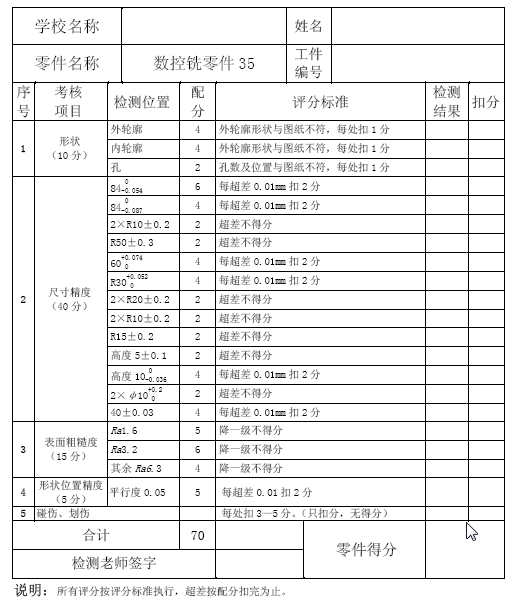 学校名称 姓名
零件名称 数控铣零件35 工件编号
序号 考核项目 检测位置 配分 评分标准 检测结果 扣分
1 形状（10分） 外轮廓 4 外轮廓形状与图纸不符，每处扣1分
内轮廓 4 外轮廓形状与图纸不符，每处扣1分
孔 2 孔数及位置与图纸不符，每处扣1分
2 尺寸精度（40分） 84 0 -0.054 6 每超差0.01mm扣2分
84 0 -0.087 4 每超差0.01mm扣2分
2×R10±0.2 2 超差不得分
R50±0.3 2 超差不得分
60 +0.074 0 4 每超差0.01mm扣2分
R30 +0.052 0 4 每超差0.01mm扣2分
2×R20±0.2 2 超差不得分
2×R10±0.2 2 超差不得分
R15±0.2 2 超差不得分
高度5±0.1 2 超差不得分
高度10 0 -0.036 4 每超差0.01mm扣2分
2×φ10 +0.2 0 2 超差不得分
40±0.03 4 每超差0.01mm扣2分
3 表面粗糙度（15分） Ra1.6 5 降一级不得分
Ra3.2 6 降一级不得分
其余Ra6.3 4 降一级不得分
4 形状位置精度（5分） 平行度0.05 5 每超差0.01扣2分
5 碰伤、划伤 每处扣3—5分。（只扣分，无得分）
合计 70 零件得分
检测老师签字
说明：所有评分按评分标准执行，超差按配分扣完为止。